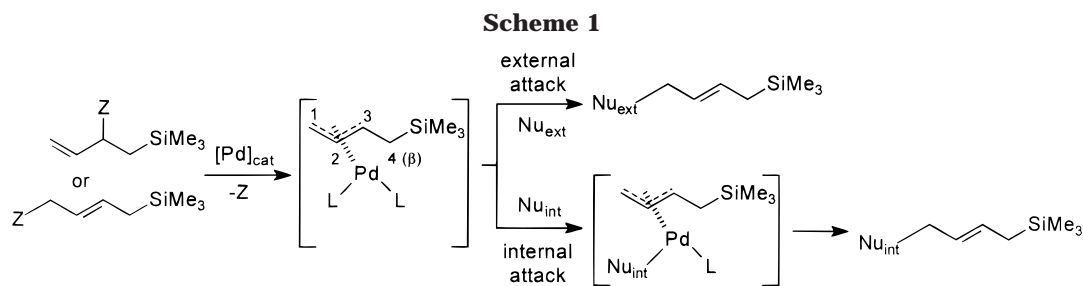 Scheme 1
Z
SiMe3
or
Z
SiMe3
[Pd]cat
-Z
1
3
SiMe3
2
4 (β)
Pd
L
L
external
attack
Nuext
Nuext
SiMe3
Nuint
internal
attack
SiMe3
Pd
Nuint
L
Nuint
SiMe3